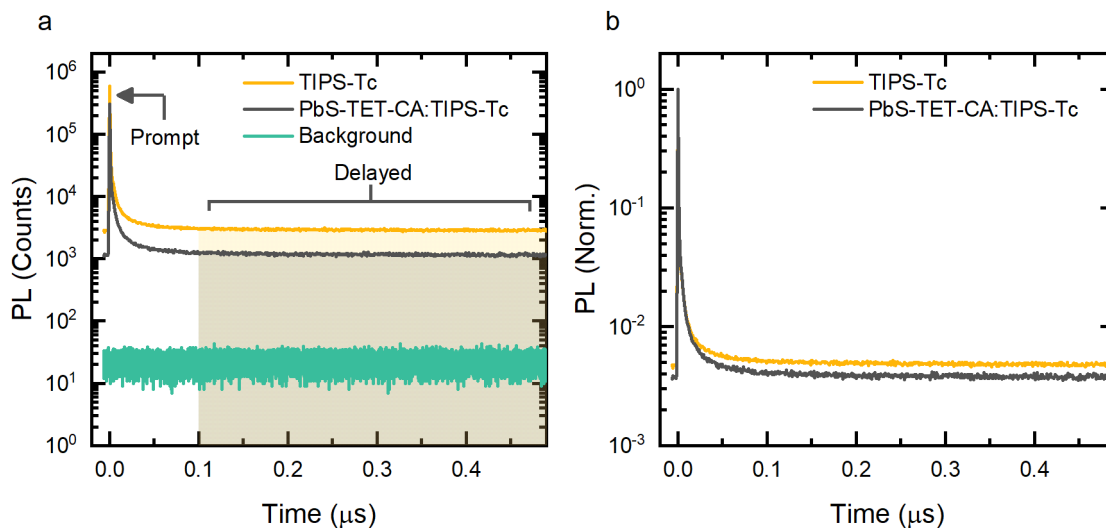 a
PL (Counts)
10⁶
10⁵
10⁴
10³
10²
10¹
10⁰
TIPS-Tc
PbS-TET-CA:TIPS-Tc
Background
Prompt
Delayed
0.0 0.1 0.2 0.3 0.4
Time (μs)
b
PL (Norm.)
10⁰
10⁻¹
10⁻²
10⁻³
TIPS-Tc
PbS-TET-CA:TIPS-Tc
0.0 0.1 0.2 0.3 0.4
Time (μs)